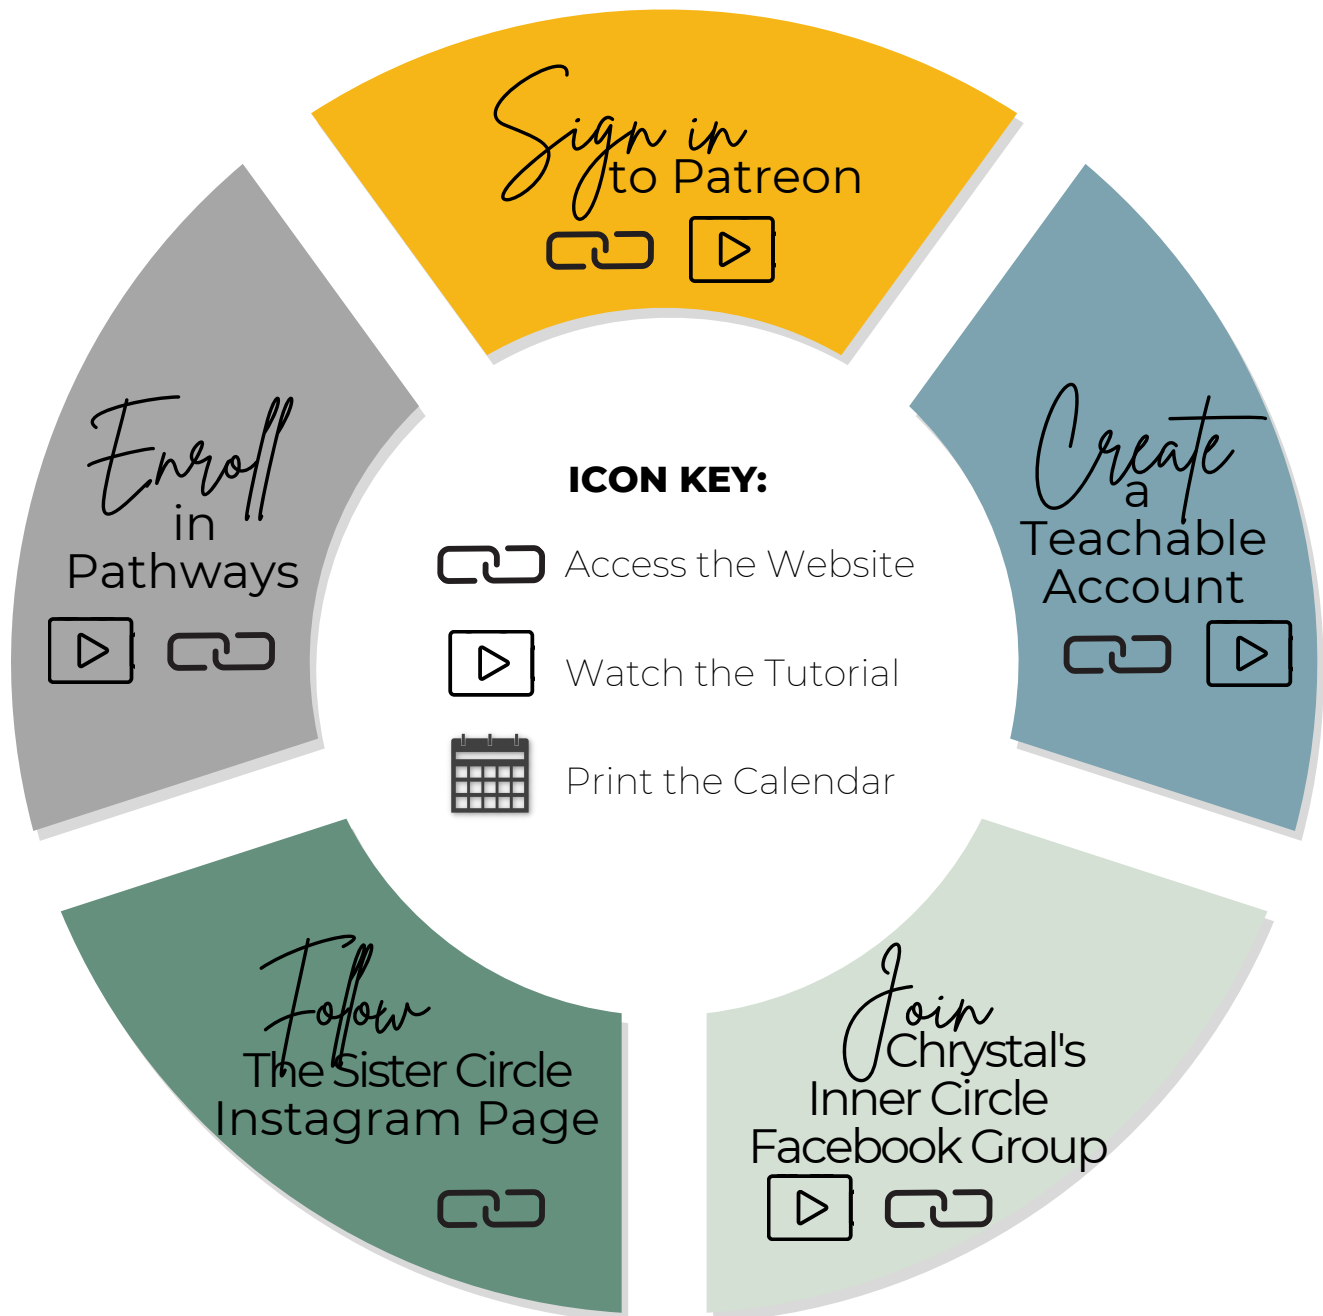 Sign in
to Patreon
Create
a
Teachable
Account
Join
Chrystal's
Inner Circle
Facebook Group
Follow
The Sister Circle
Instagram Page
Enroll
in
Pathways
ICON KEY:
Access the Website
Watch the Tutorial
Print the Calendar